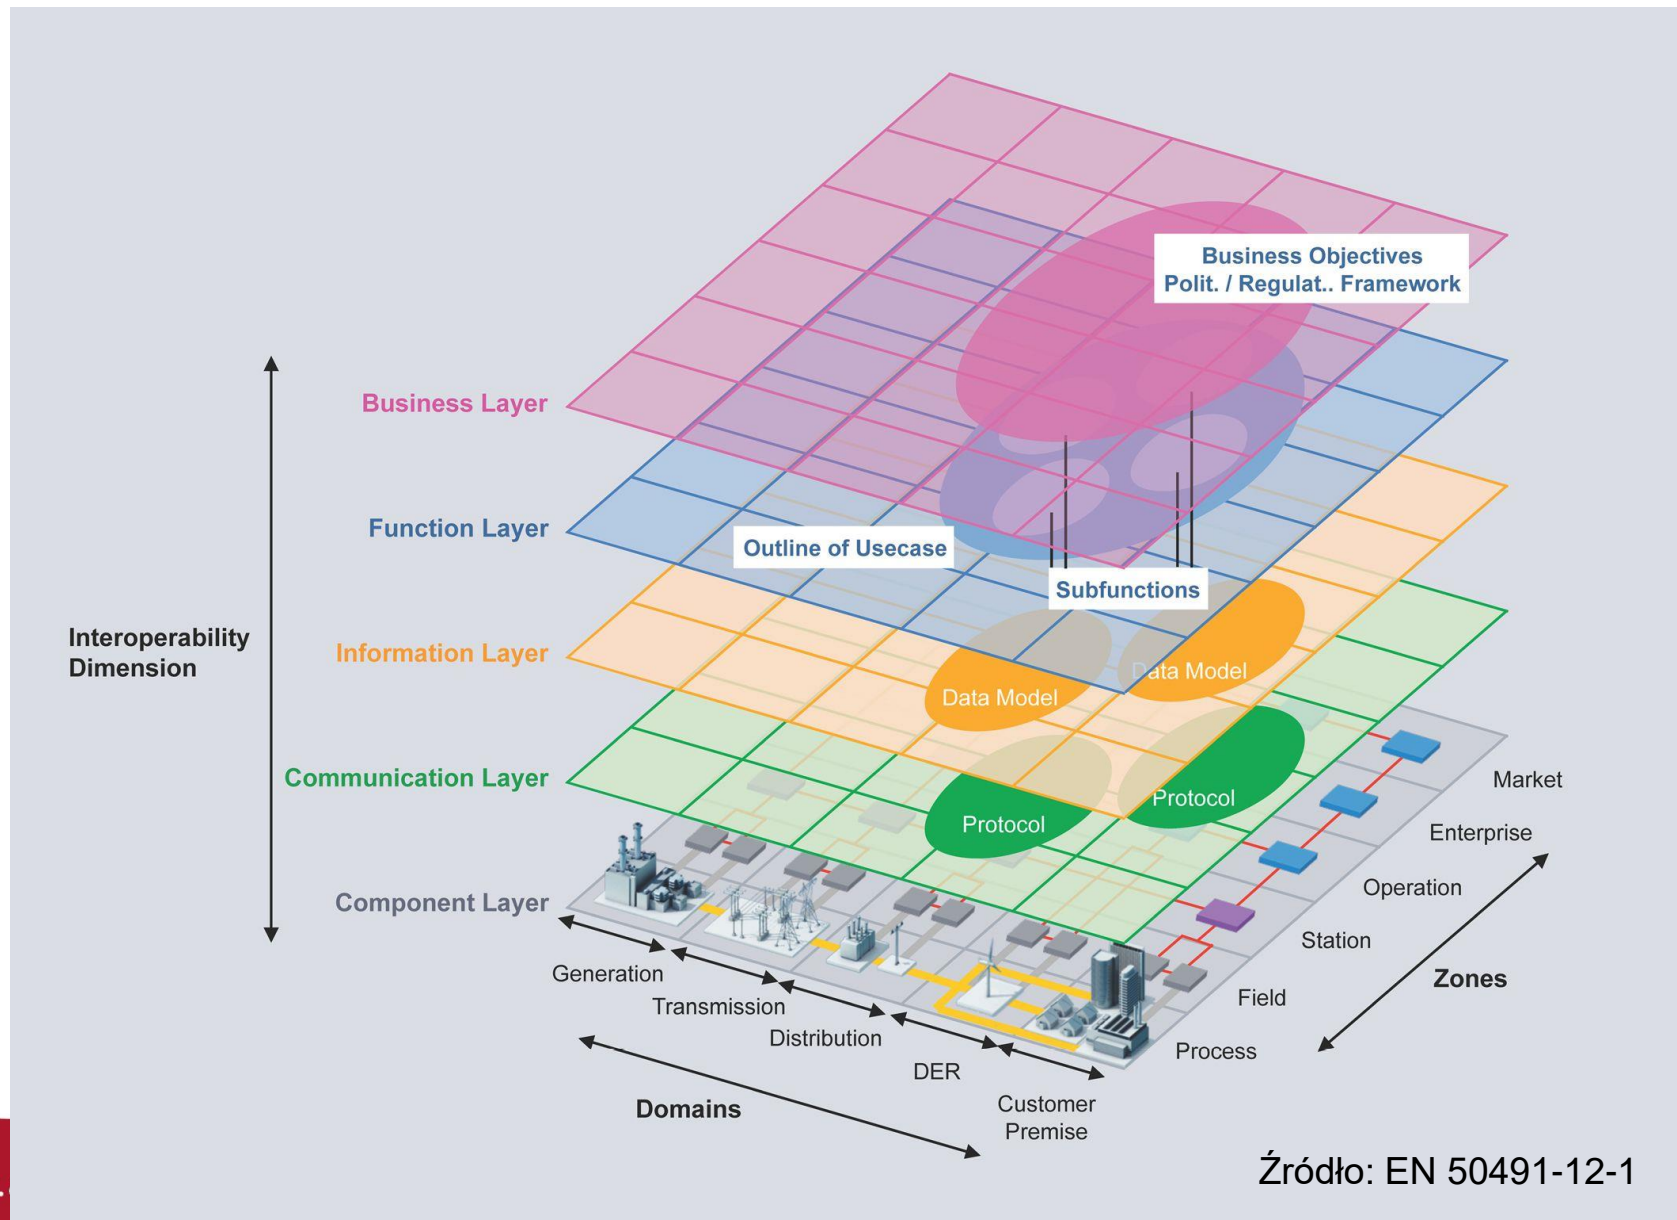 Business Objectives
Polit. / Regulat.. Framework
Business Layer
Function Layer
Outline of Usecase
Subfunctions
Interoperability
Dimension
Information Layer
Data Model
Data Model
Communication Layer
Protocol
Protocol
Component Layer
Market
Enterprise
Operation
Station
Field
Process
Zones
Generation
Transmission
Distribution
DER
Customer
Premise
Domains
Źródło: EN 50491-12-1